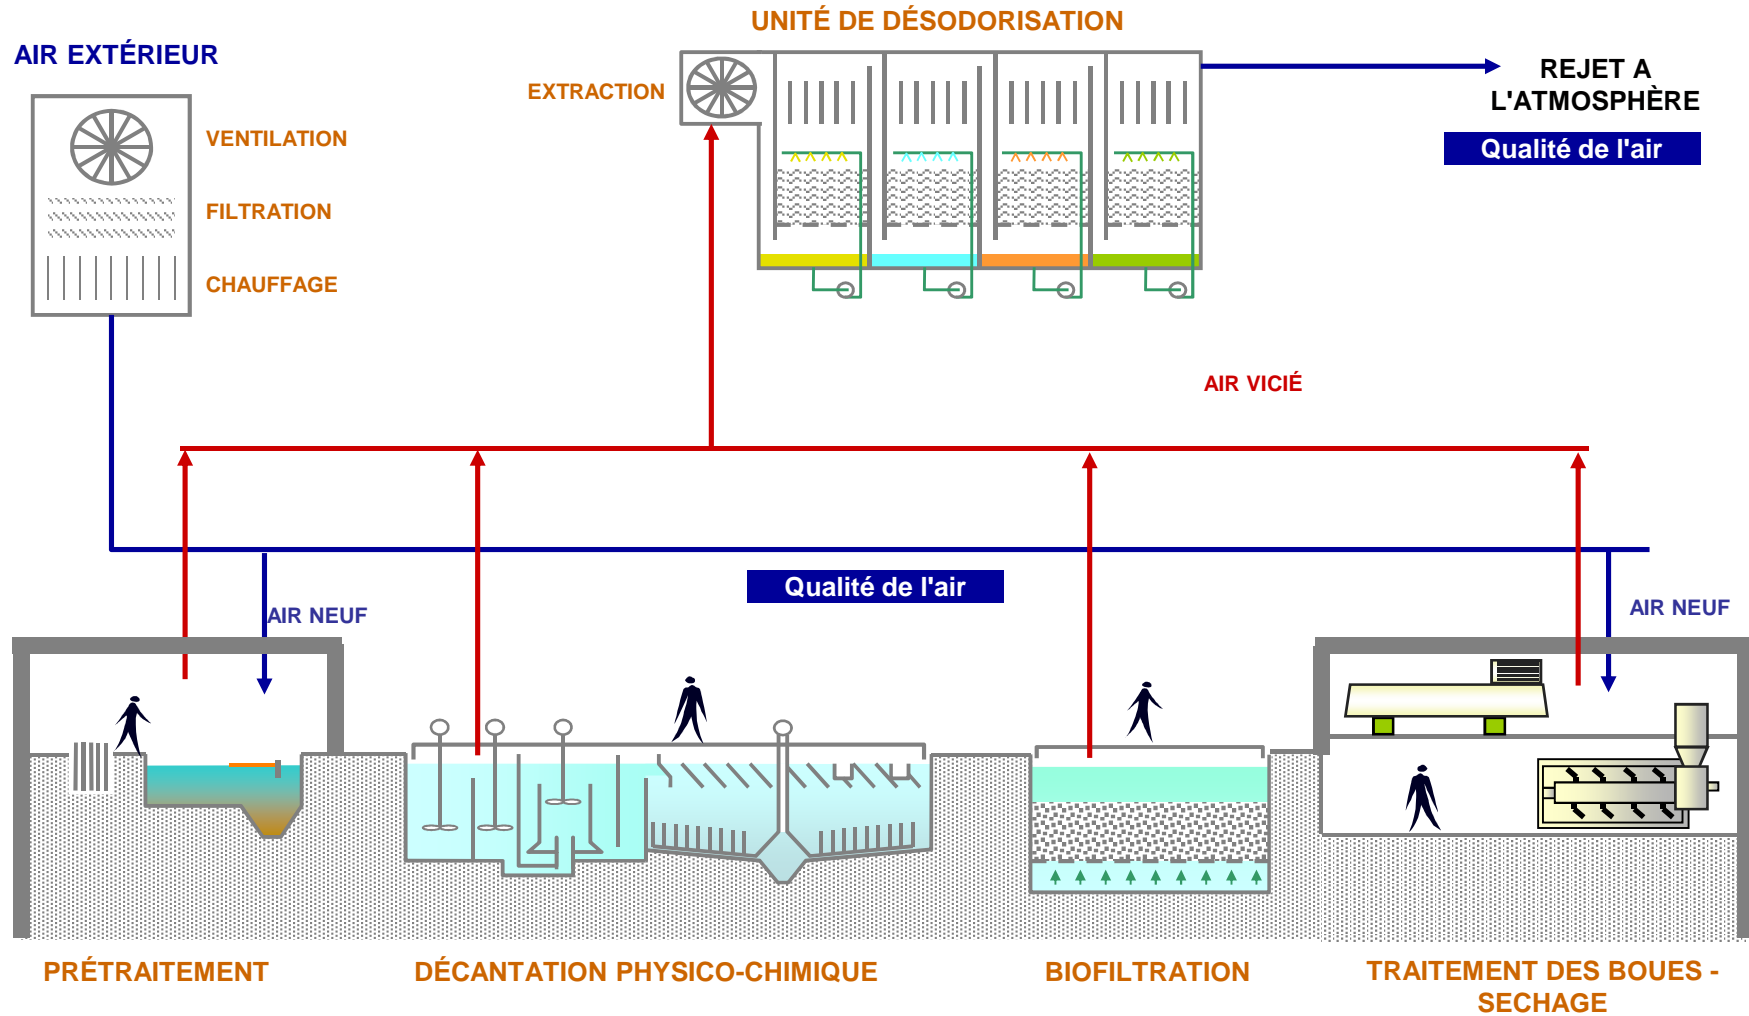 UNITÉ DE DÉSODORISATION
AIR EXTÉRIEUR
EXTRACTION
REJET A
L'ATMOSPHÈRE
Qualité de l'air
VENTILATION
FILTRATION
CHAUFFAGE
AIR VICIÉ
Qualité de l'air
AIR NEUF
AIR NEUF
PRÉTRAITEMENT
DÉCANTATION PHYSICO-CHIMIQUE
BIOFILTRATION
TRAITEMENT DES BOUES -
SECHAGE